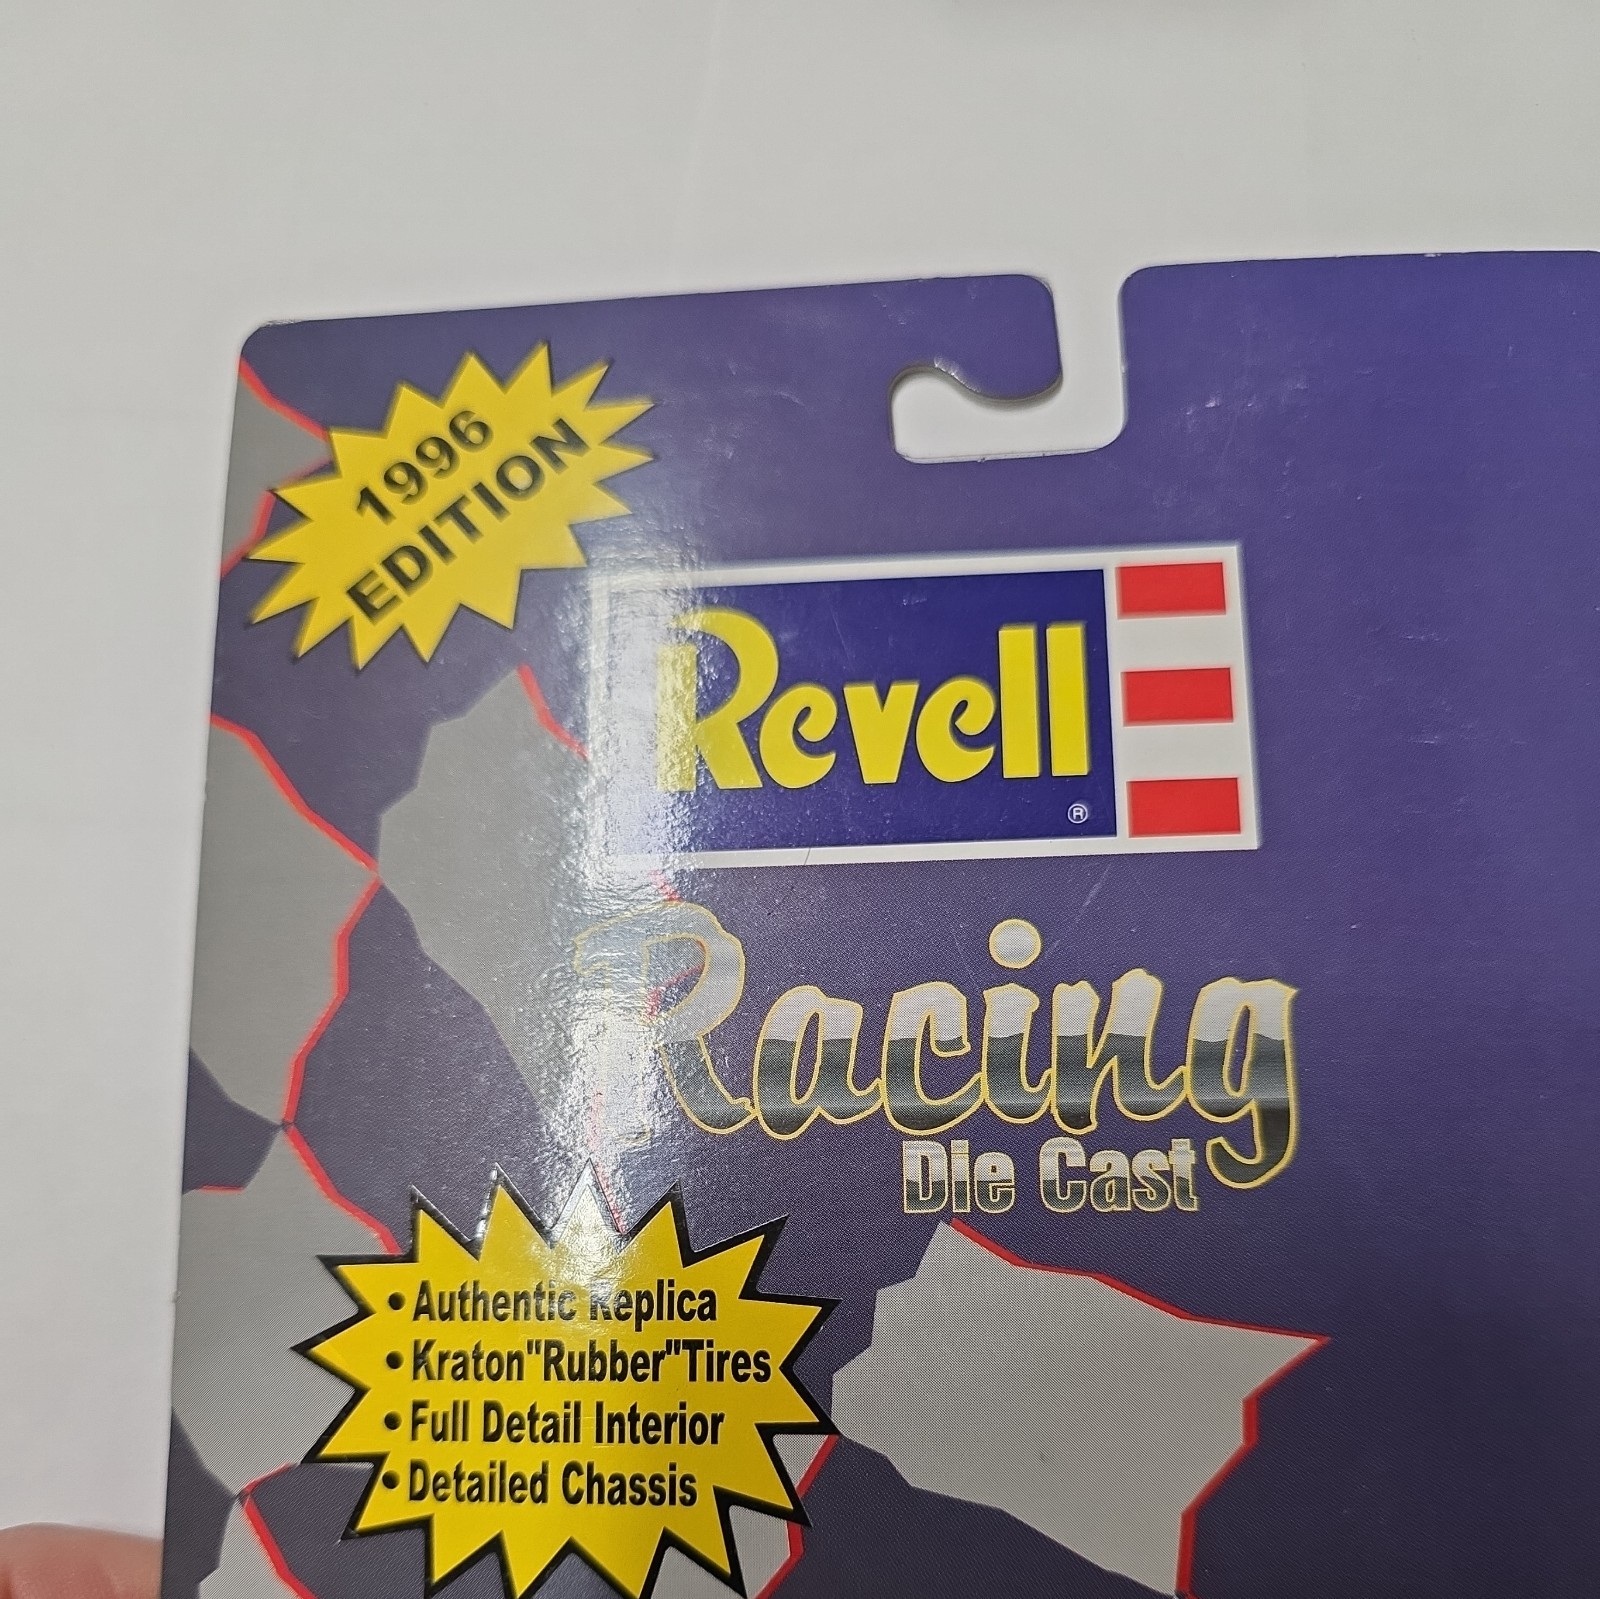 1996
EDITION
Revell
®
Racing
Die Cast
• Authentic Replica
• Kraton"Rubber"Tires
• Full Detail Interior
• Detailed Chassis